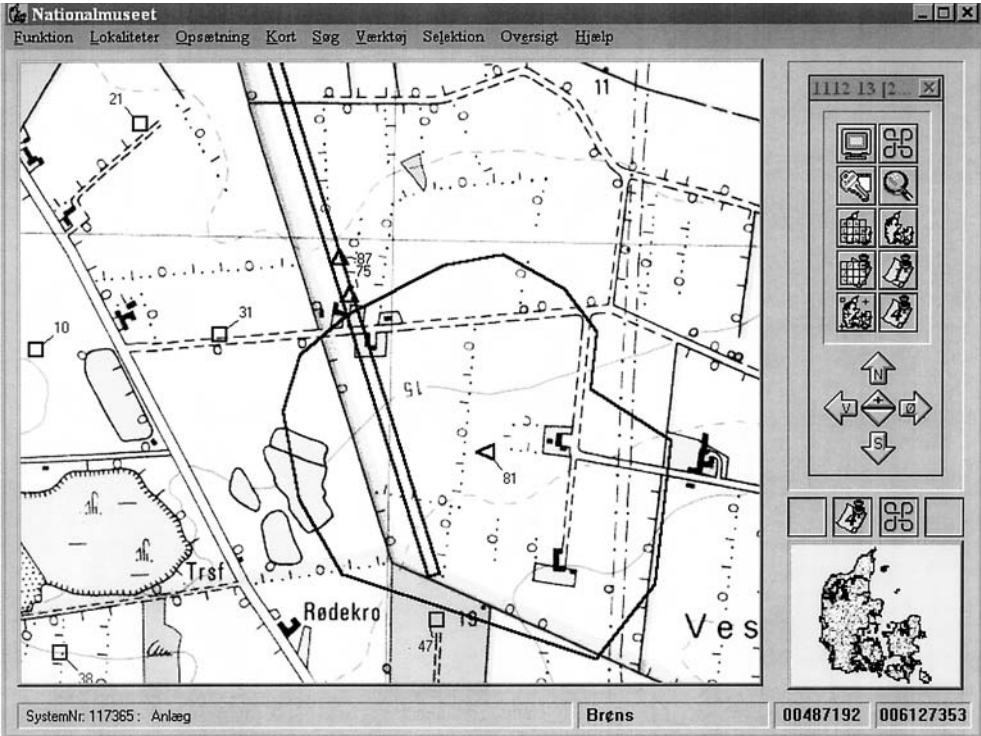 Nationalmuseet
Funktion Lokaliteter Opsætning Kort Søg Værktøj Selektion Oversigt Hjælp
1112 13 [2...
11
21
87
75
31
10
15
81
Trsf
Rødekro
19
47
Ves
38
N
V Ø
S
SystemNr. 117365 : Anlæg
Brøns
00487192
006127353